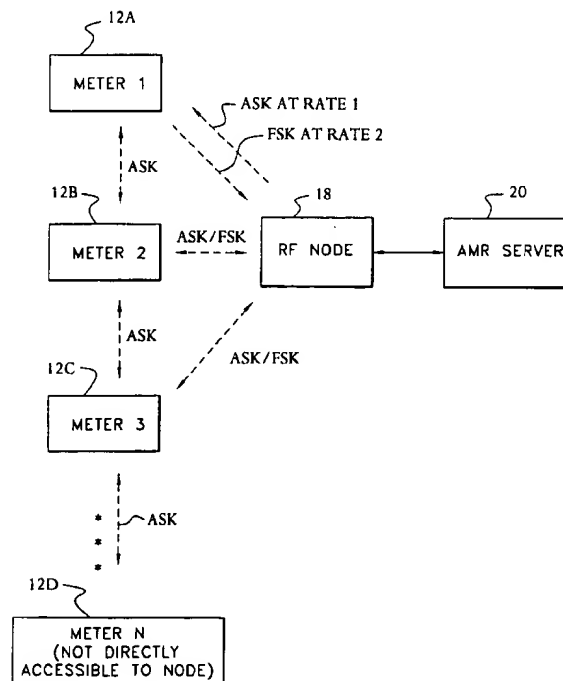 12A
METER 1
ASK AT RATE 1
FSK AT RATE 2
ASK
12B
18
20
METER 2
ASK/FSK
RF NODE
AMR SERVER
ASK
ASK/FSK
12C
METER 3
*
*
*
ASK
12D
METER N
(NOT DIRECTLY
ACCESSIBLE TO NODE)